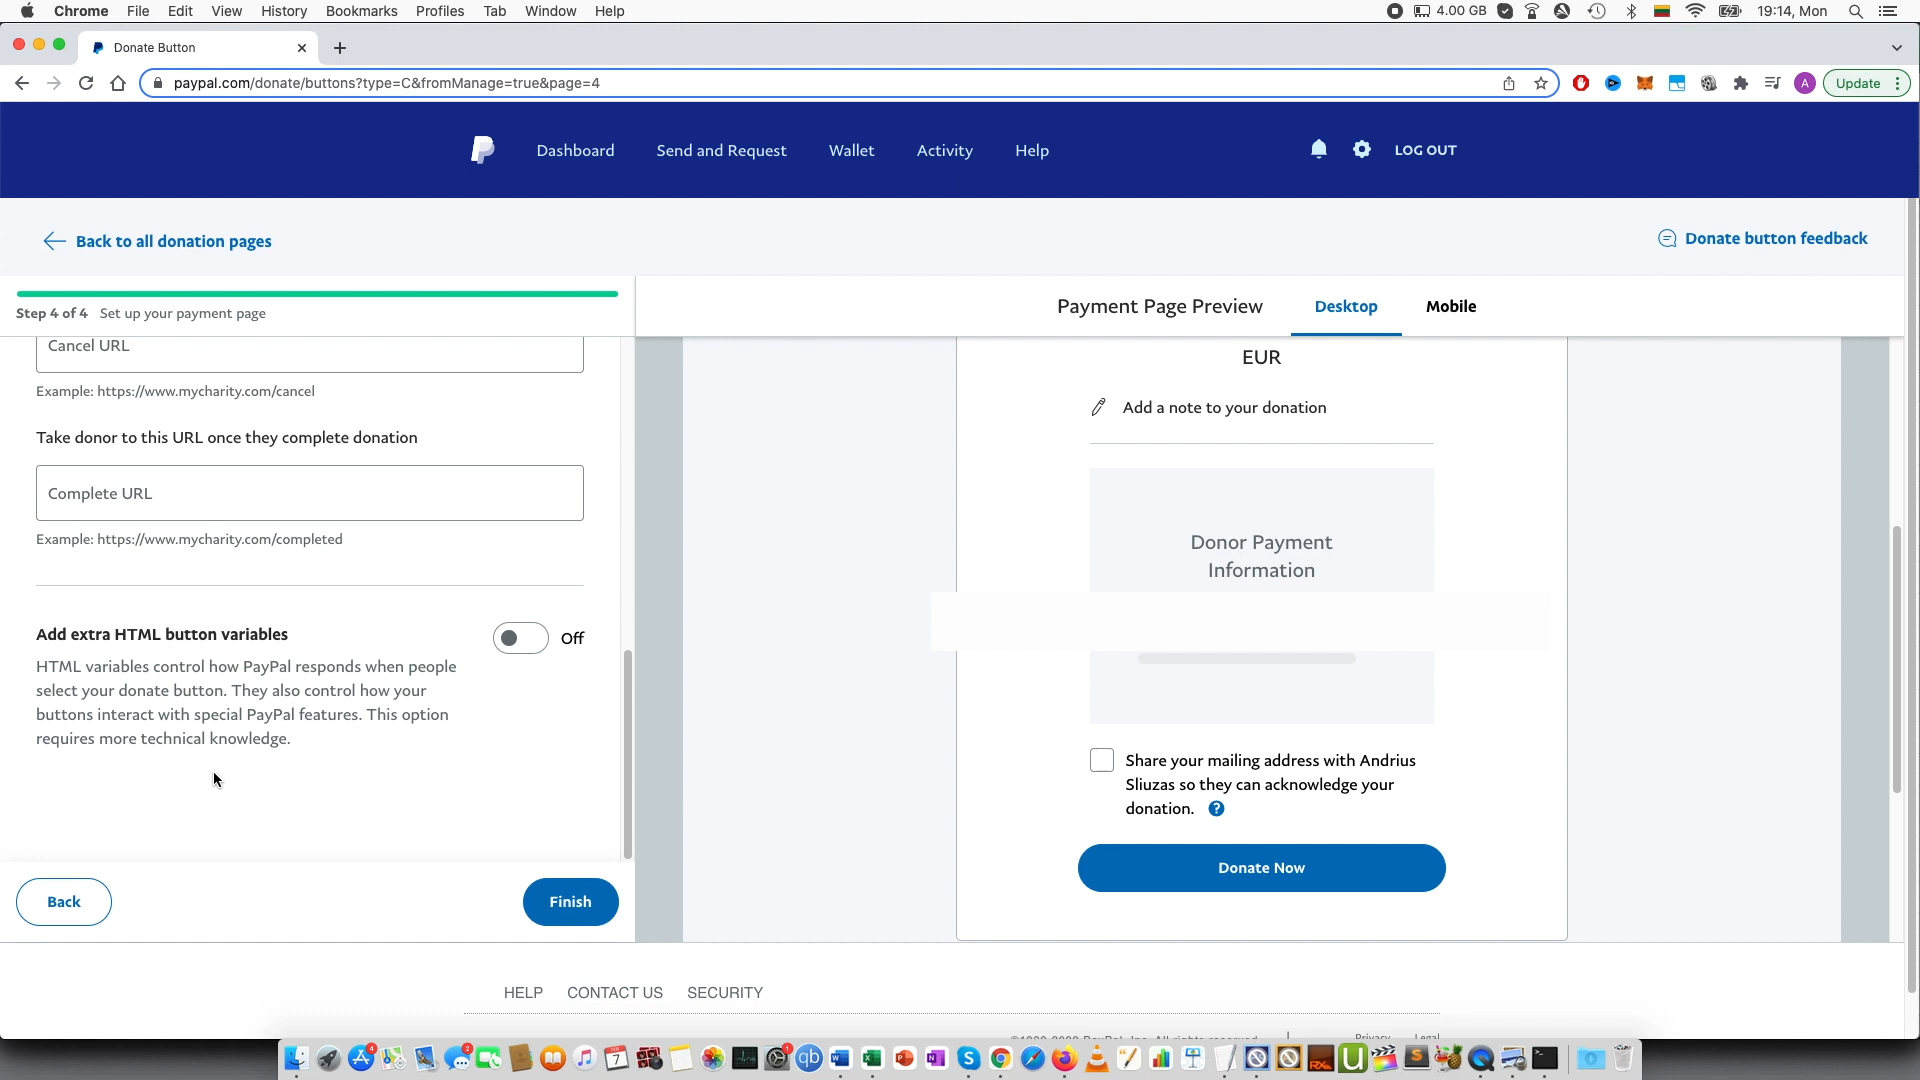 Chrome File Edit View History Bookmarks Profiles Tab Window Help 4.00 GB 19:14, Mon
Donate Button
paypal.com/donate/buttons?type=C&fromManage=true&page=4 A Update
Dashboard Send and Request Wallet Activity Help LOG OUT
Back to all donation pages Donate button feedback
Step 4 of 4 Set up your payment page
Payment Page Preview Desktop Mobile
Cancel URL
Example: https://www.mycharity.com/cancel
Take donor to this URL once they complete donation
Complete URL
Example: https://www.mycharity.com/completed
Add extra HTML button variables Off
HTML variables control how PayPal responds when people
select your donate button. They also control how your
buttons interact with special PayPal features. This option
requires more technical knowledge.
Back Finish
EUR
Add a note to your donation
Donor Payment
Information
Share your mailing address with Andrius
Sliuzas so they can acknowledge your
donation. ?
Donate Now
HELP CONTACT US SECURITY